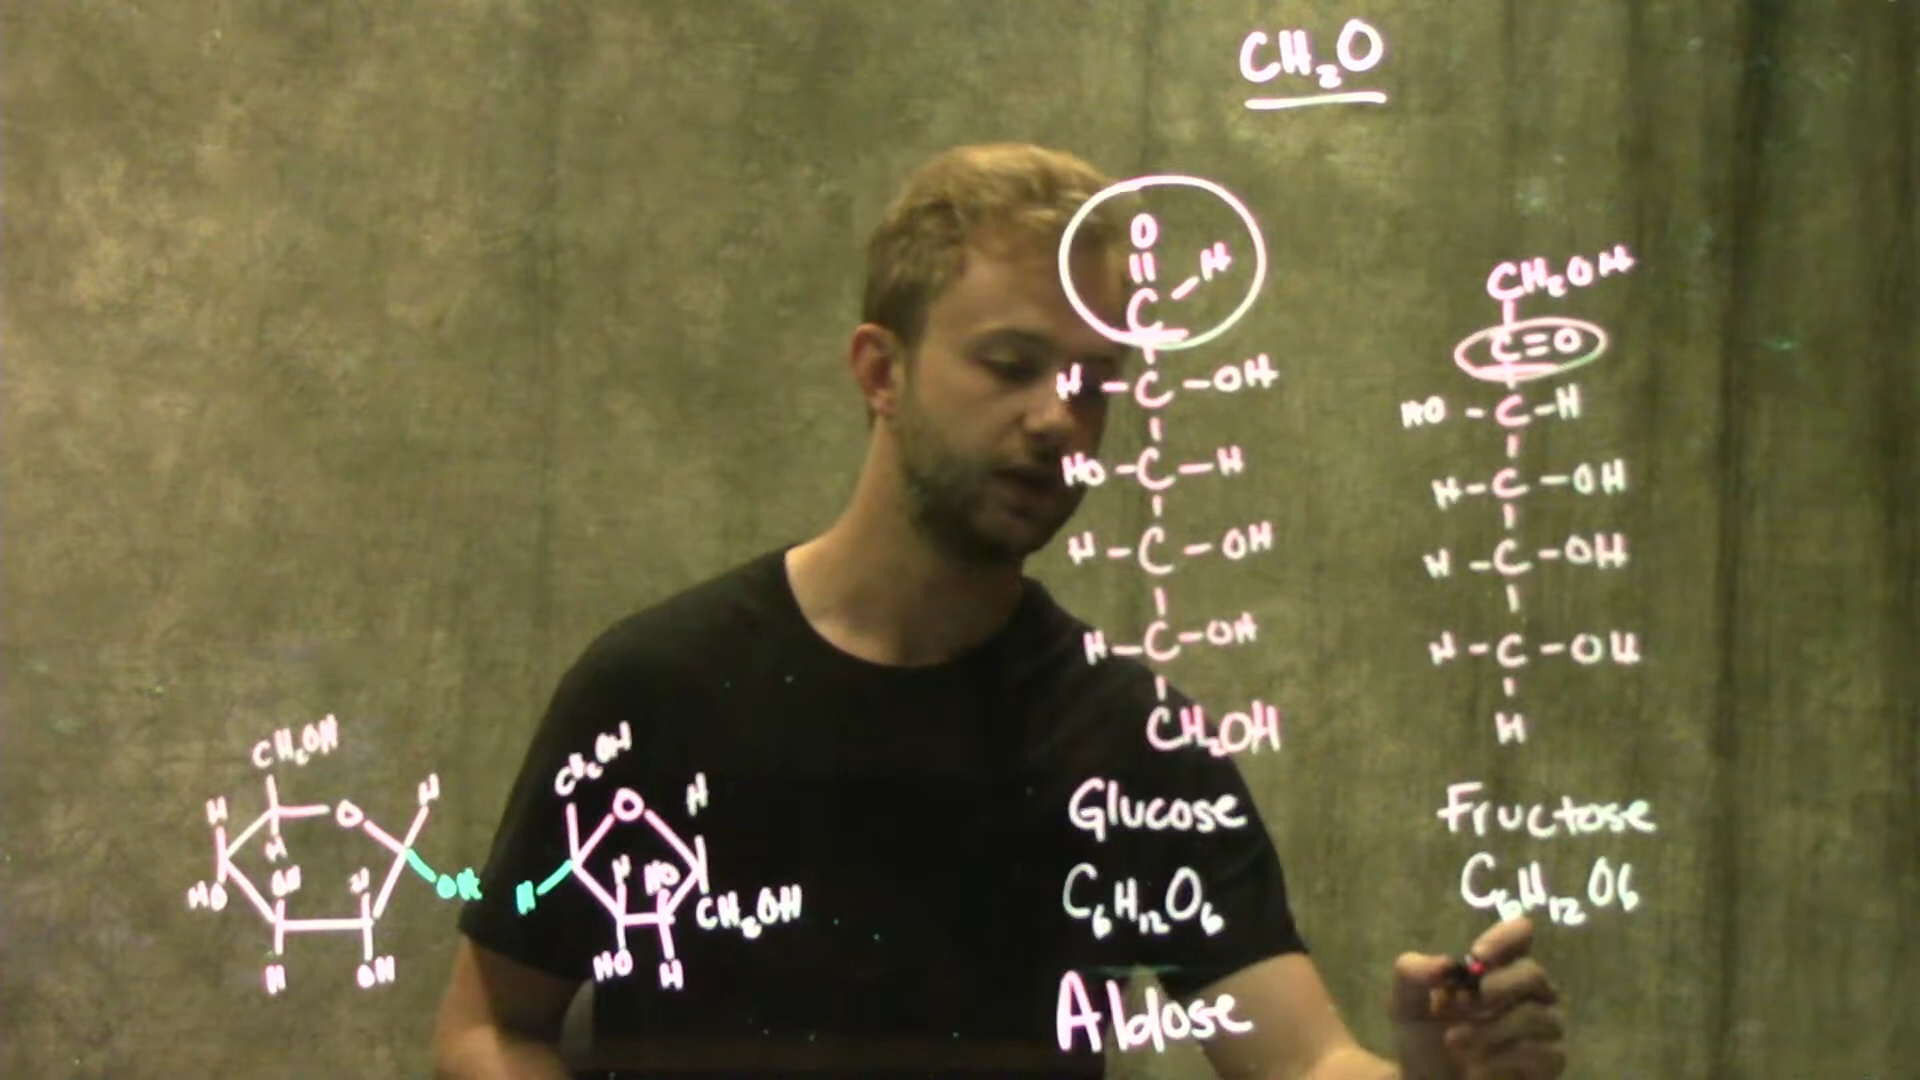 CH₂O
O
C H
H - C - OH
HO - C - H
H - C - OH
H - C - OH
CH₂OH
Glucose
C₆H₁₂O₆
Aldose
CH₂OH
C=O
HO - C - H
H - C - OH
H - C - OH
H - C - OH
H
Fructose
C₆H₁₂O₆
CH₂OH
H O H
H
HO OH H OH
H OH
CH₂OH
O H
H H HO
CH₂OH
HO H